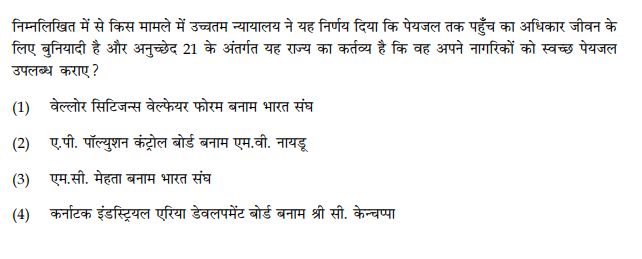 निम्नलिखित में से किस मामले में उच्चतम न्यायालय ने यह निर्णय दिया कि पेयजल तक पहुँच का अधिकार जीवन के
लिए बुनियादी है और अनुच्छेद 21 के अंतर्गत यह राज्य का कर्तव्य है कि वह अपने नागरिकों को स्वच्छ पेयजल
उपलब्ध कराए ?
(1) वेल्लोर सिटिजन्स वेल्फेयर फोरम बनाम भारत संघ
(2) ए.पी. पॉल्युशन कंट्रोल बोर्ड बनाम एम.वी. नायडू
(3) एम.सी. मेहता बनाम भारत संघ
(4) कर्नाटक इंडस्ट्रियल एरिया डेवलपमेंट बोर्ड बनाम श्री सी. केन्चप्पा